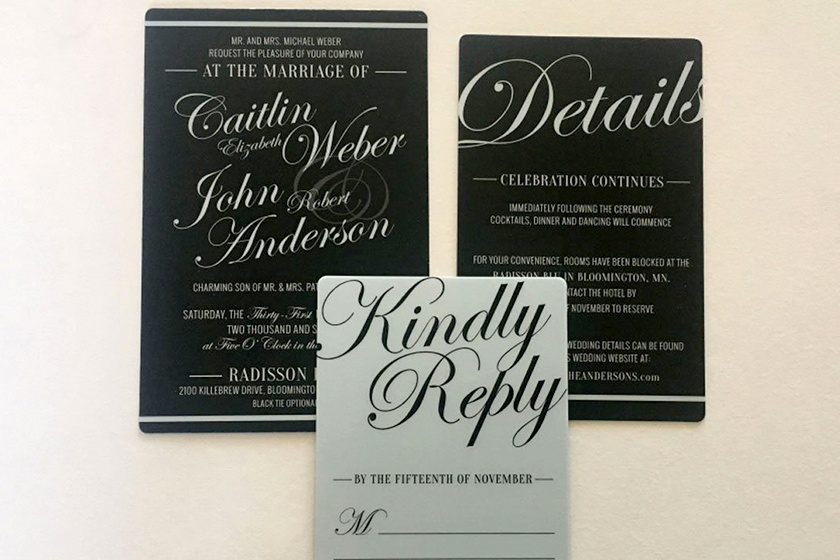 MR. AND MRS. MICHAEL WEBER
REQUEST THE PLEASURE OF YOUR COMPANY
AT THE MARRIAGE OF
Caitlin
Elizabeth Weber
&
John Robert
Anderson
CHARMING SON OF MR. & MRS. PAT
SATURDAY, THE Thirty-First
TWO THOUSAND AND S
at Five O' Clock in the
RADISSON
2100 KILLEBREW DRIVE, BLOOMINGTO
BLACK TIE OPTIONA
Details
CELEBRATION CONTINUES
IMMEDIATELY FOLLOWING THE CEREMONY
COCKTAILS, DINNER AND DANCING WILL COMMENCE
FOR YOUR CONVENIENCE, ROOMS HAVE BEEN BLOCKED AT THE
RADISSON BLU IN BLOOMINGTON, MN.
NTACT THE HOTEL BY
OF NOVEMBER TO RESERVE
WEDDING DETAILS CAN BE FOUND
WEDDING WEBSITE AT:
HEANDERSONS.com
Kindly
Reply
BY THE FIFTEENTH OF NOVEMBER
M